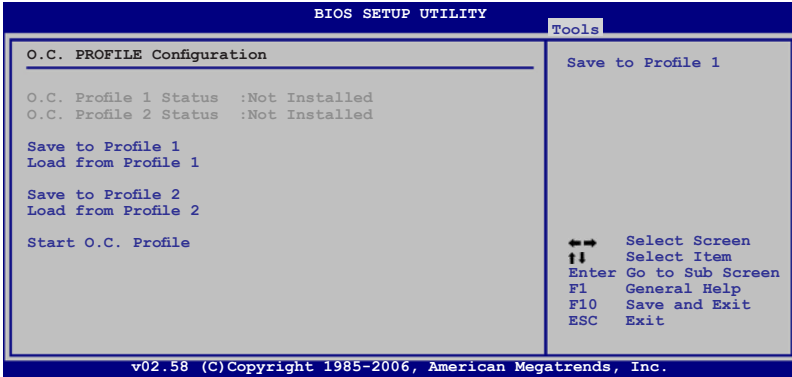 BIOS SETUP UTILITY
Tools
O.C. PROFILE Configuration
O.C. Profile 1 Status :Not Installed
O.C. Profile 2 Status :Not Installed
Save to Profile 1
Load from Profile 1
Save to Profile 2
Load from Profile 2
Start O.C. Profile
Save to Profile 1
Select Screen
Select Item
Enter Go to Sub Screen
F1 General Help
F10 Save and Exit
ESC Exit
v02.58 (C)Copyright 1985-2006, American Megatrends, Inc.